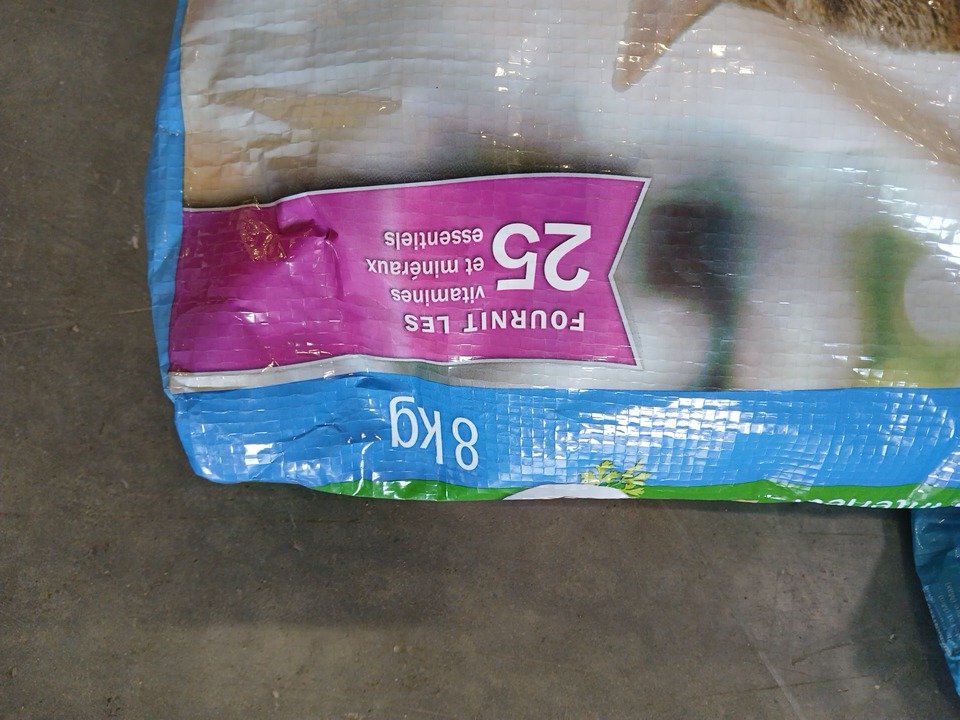 8 kg
FOURNIT LES
25
vitamines
et minéraux
essentiels